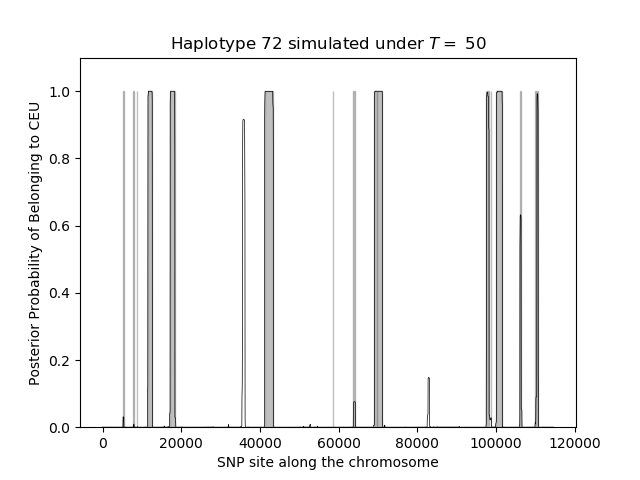 Haplotype 72 simulated under T = 50
Posterior Probability of Belonging to CEU
1.0
0.8
0.6
0.4
0.2
0.0
0 20000 40000 60000 80000 100000 120000
SNP site along the chromosome